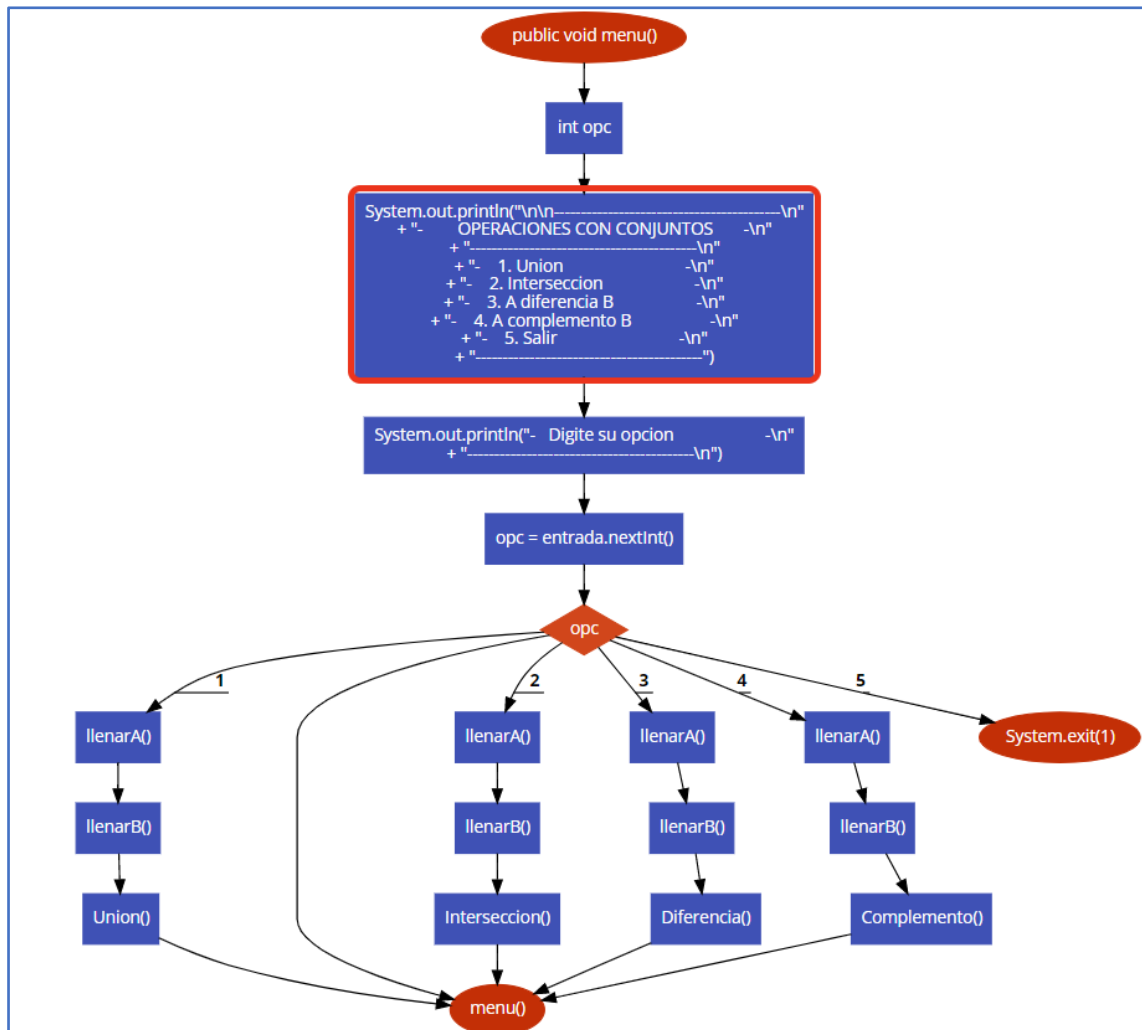 public void menu()
int opc
System.out.println("\n\n------------------------------------------\n"
+ "-       OPERACIONES CON CONJUNTOS      -\n"
+ "------------------------------------------\n"
+ "-    1. Union                           -\n"
+ "-    2. Interseccion                    -\n"
+ "-    3. A diferencia B                  -\n"
+ "-    4. A complemento B                 -\n"
+ "-    5. Salir                           -\n"
+ "------------------------------------------")
System.out.println("-   Digite su opcion                    -\n"
+ "------------------------------------------\n")
opc = entrada.nextInt()
opc
1
2
3
4
5
llenarA()
llenarA()
llenarA()
llenarA()
System.exit(1)
llenarB()
llenarB()
llenarB()
llenarB()
Union()
Interseccion()
Diferencia()
Complemento()
menu()